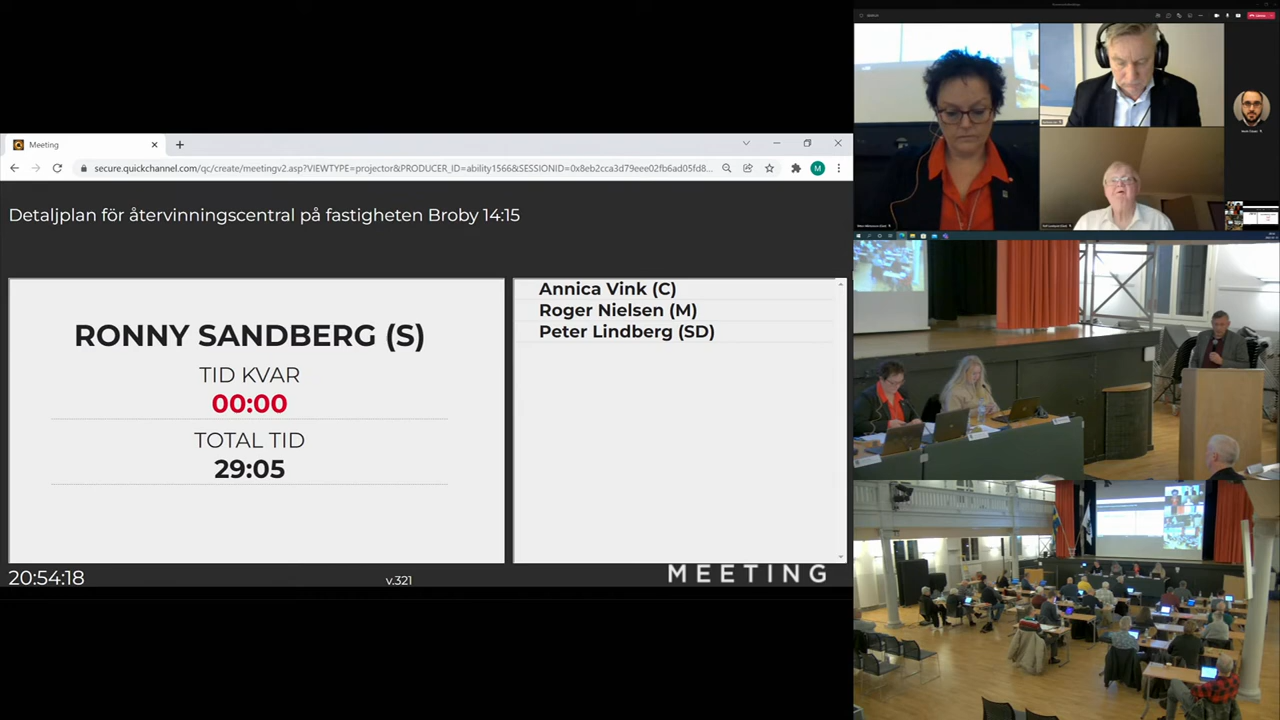 Meeting
secure.quickchannel.com/qc/create/meetingv2.asp?VIEWTYPE=projector&PRODUCER_ID=ability1566&SESSIONID=0x8eb2cca3d79eee02fb6ad05fd8...
M
Detaljplan för återvinningscentral på fastigheten Broby 14:15
RONNY SANDBERG (S)
TID KVAR
00:00
TOTAL TID
29:05
Annica Vink (C)
Roger Nielsen (M)
Peter Lindberg (SD)
20:54:18
v.321
MEETING